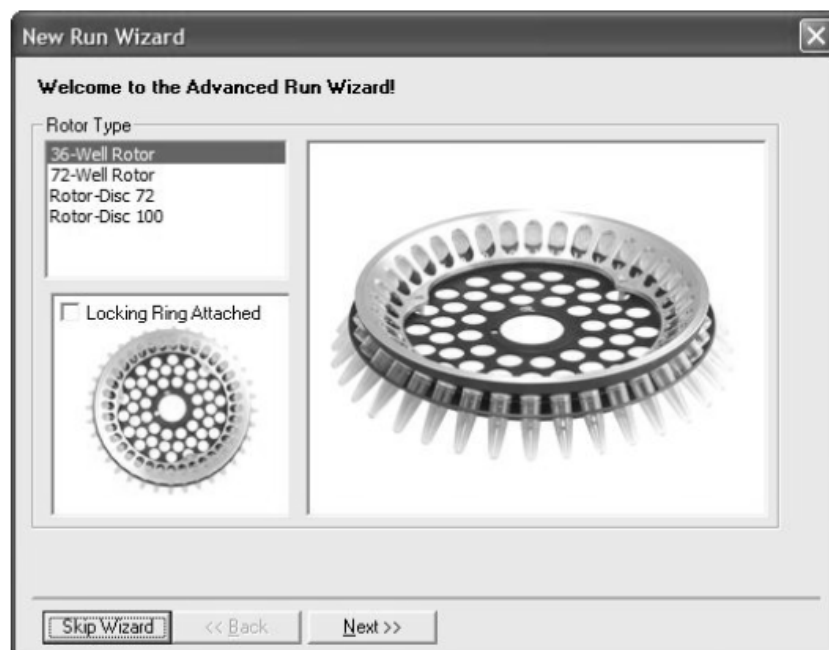 New Run Wizard
Welcome to the Advanced Run Wizard!
Rotor Type
36-Well Rotor
72-Well Rotor
Rotor-Disc 72
Rotor-Disc 100
Locking Ring Attached
Skip Wizard
<< Back
Next >>